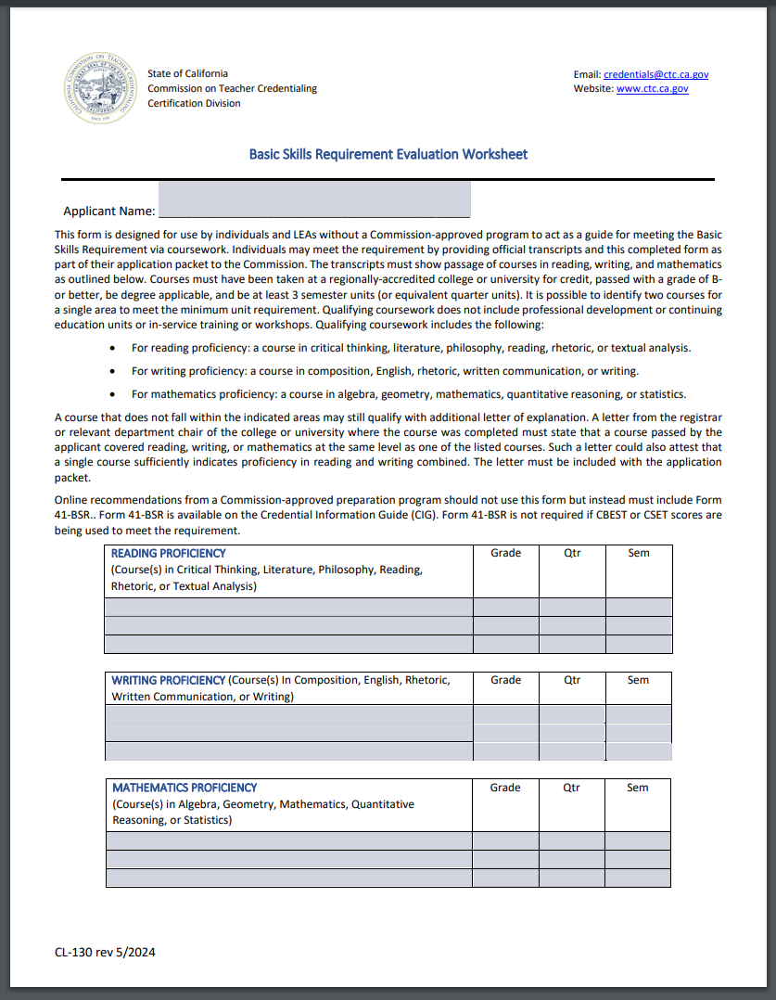 State of California
Commission on Teacher Credentialing
Certification Division
Email: credentials@ctc.ca.gov
Website: www.ctc.ca.gov
Basic Skills Requirement Evaluation Worksheet
Applicant Name:
This form is designed for use by individuals and LEAs without a Commission-approved program to act as a guide for meeting the Basic
Skills Requirement via coursework. Individuals may meet the requirement by providing official transcripts and this completed form as
part of their application packet to the Commission. The transcripts must show passage of courses in reading, writing, and mathematics
as outlined below. Courses must have been taken at a regionally-accredited college or university for credit, passed with a grade of B-
or better, be degree applicable, and be at least 3 semester units (or equivalent quarter units). It is possible to identify two courses for
a single area to meet the minimum unit requirement. Qualifying coursework does not include professional development or continuing
education units or in-service training or workshops. Qualifying coursework includes the following:
• For reading proficiency: a course in critical thinking, literature, philosophy, reading, rhetoric, or textual analysis.
• For writing proficiency: a course in composition, English, rhetoric, written communication, or writing.
• For mathematics proficiency: a course in algebra, geometry, mathematics, quantitative reasoning, or statistics.
A course that does not fall within the indicated areas may still qualify with additional letter of explanation. A letter from the registrar
or relevant department chair of the college or university where the course was completed must state that a course passed by the
applicant covered reading, writing, or mathematics at the same level as one of the listed courses. Such a letter could also attest that
a single course sufficiently indicates proficiency in reading and writing combined. The letter must be included with the application
packet.
Online recommendations from a Commission-approved preparation program should not use this form but instead must include Form
41-BSR.. Form 41-BSR is available on the Credential Information Guide (CIG). Form 41-BSR is not required if CBEST or CSET scores are
being used to meet the requirement.
READING PROFICIENCY Grade Qtr Sem
(Course(s) in Critical Thinking, Literature, Philosophy, Reading,
Rhetoric, or Textual Analysis)
WRITING PROFICIENCY (Course(s) In Composition, English, Rhetoric, Grade Qtr Sem
Written Communication, or Writing)
MATHEMATICS PROFICIENCY Grade Qtr Sem
(Course(s) in Algebra, Geometry, Mathematics, Quantitative
Reasoning, or Statistics)
CL-130 rev 5/2024